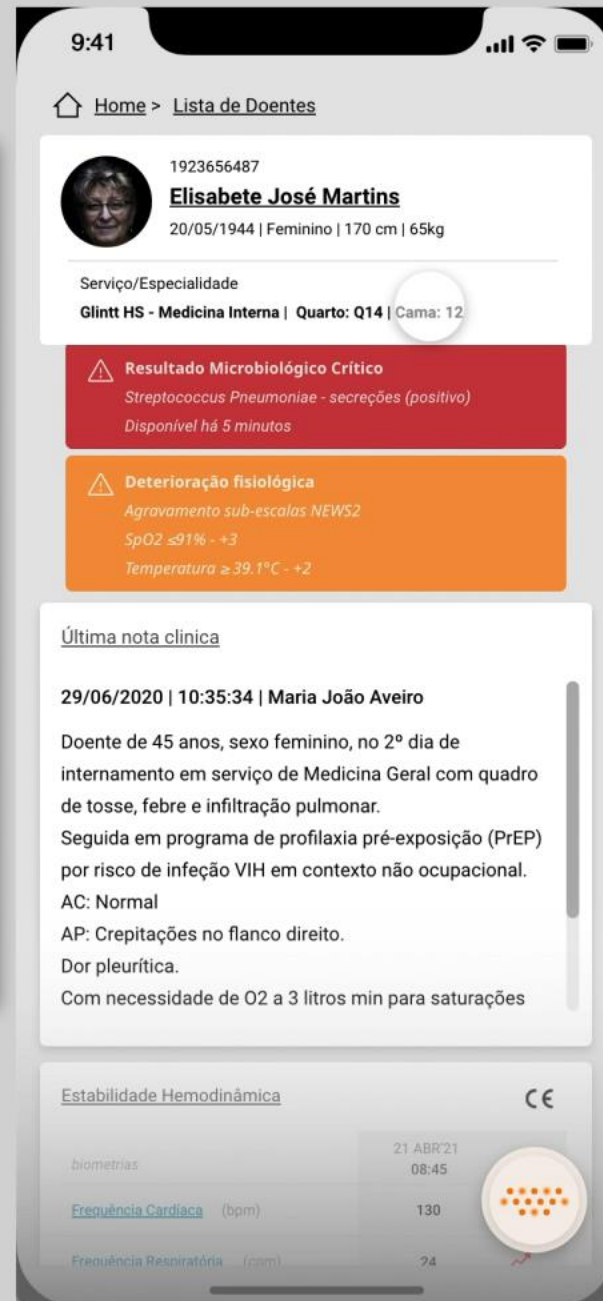 9:41
Home > Lista de Doentes
1923656487
Elisabete José Martins
20/05/1944 | Feminino | 170 cm | 65kg
Serviço/Especialidade
Glintt HS - Medicina Interna | Quarto: Q14 | Cama: 12
Resultado Microbiológico Crítico
Streptococcus Pneumoniae - secreções (positivo)
Disponível há 5 minutos
Deterioração fisiológica
Agravamento sub-escalas NEWS2
SpO2 ≤91% - +3
Temperatura ≥ 39.1°C - +2
Última nota clinica
29/06/2020 | 10:35:34 | Maria João Aveiro
Doente de 45 anos, sexo feminino, no 2º dia de
internamento em serviço de Medicina Geral com quadro
de tosse, febre e infiltração pulmonar.
Seguida em programa de profilaxia pré-exposição (PrEP)
por risco de infeção VIH em contexto não ocupacional.
AC: Normal
AP: Crepitações no flanco direito.
Dor pleurítica.
Com necessidade de O2 a 3 litros min para saturações
Estabilidade Hemodinâmica CE
21 ABR'21
biometrias 08:45
Frequência Cardíaca (bpm) 130
Frequência Respiratória (cpm) 24